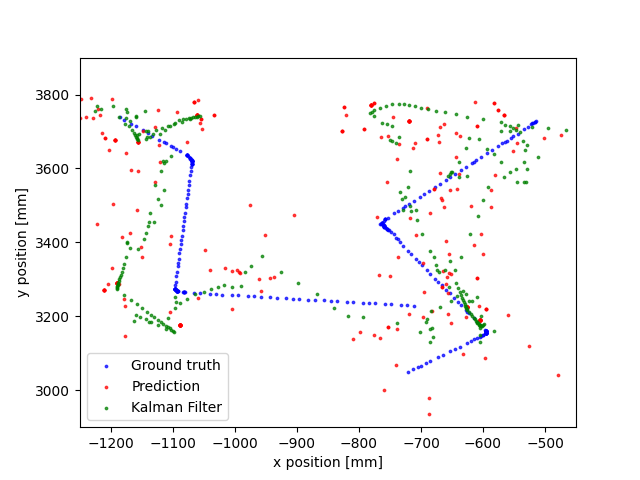 3800
3600
3400
3200
3000
y position [mm]
Ground truth
Prediction
Kalman Filter
−1200 −1100 −1000 −900 −800 −700 −600 −500
x position [mm]